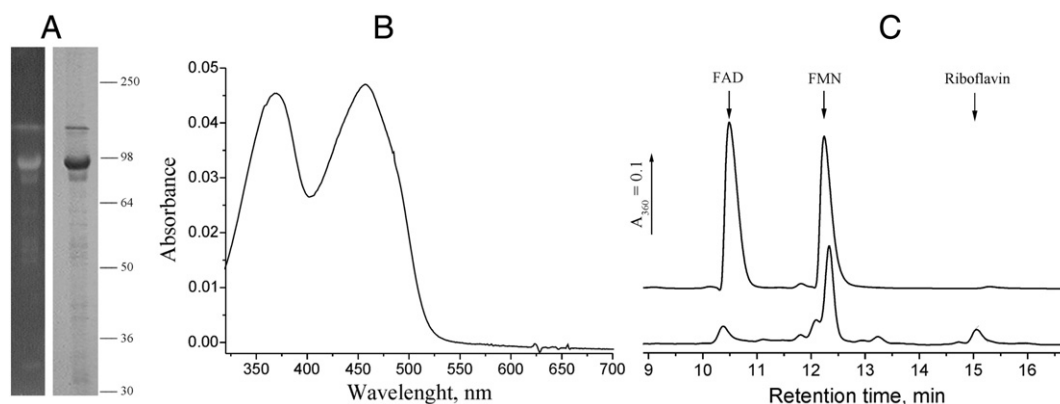 A
B
C
250
98
64
50
36
30
0.05
0.04
0.03
0.02
0.01
0.00
Absorbance
350
400
450
500
550
600
650
700
Wavelenght, nm
FAD
FMN
Riboflavin
A360 = 0.1
9
10
11
12
13
14
15
16
Retention time, min